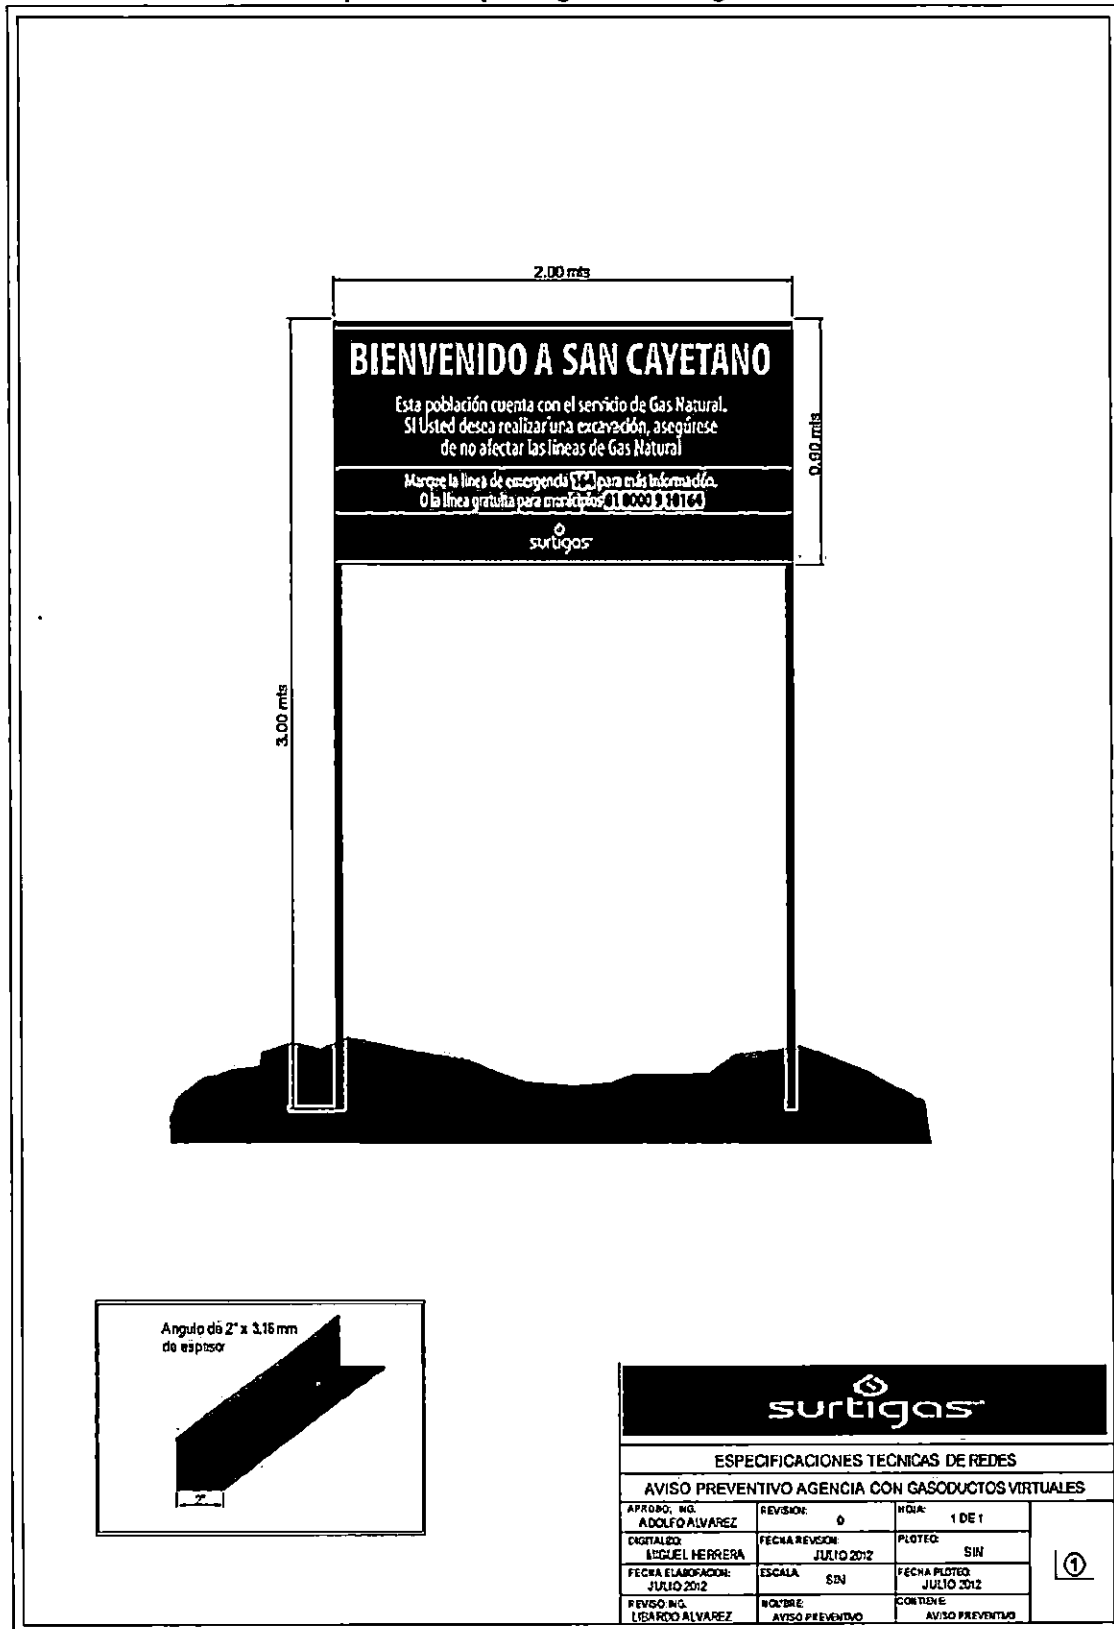 2.00 mts
BIENVENIDO A SAN CAYETANO
Esta población cuenta con el servicio de Gas Natural.
Si Usted desea realizar una excavación, asegúrese
de no afectar las líneas de Gas Natural
Marque la línea de emergencia 164 para más información.
O la línea gratuita para municipios 01 8000 9 10164
surtigas
0.90 mts
3.00 mts
Angulo de 2" x 3,16 mm
de espesor
2"
surtigas
ESPECIFICACIONES TECNICAS DE REDES
AVISO PREVENTIVO AGENCIA CON GASODUCTOS VIRTUALES
APROBO: ING. ADOLFO ALVAREZ
REVISION: 0
HOJA: 1 DE 1
DIGITALIZO: MIGUEL HERRERA
FECHA REVISION: JULIO 2012
PLOTEO: SIN
FECHA ELABORACION: JULIO 2012
ESCALA SIN
FECHA PLOTEO: JULIO 2012
REVISO: ING. LIBARDO ALVAREZ
NOMBRE: AVISO PREVENTIVO
CONTIENE: AVISO PREVENTIVO
1